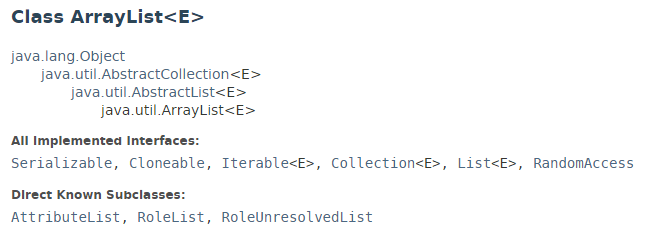 Class ArrayList<E>
java.lang.Object
java.util.AbstractCollection<E>
java.util.AbstractList<E>
java.util.ArrayList<E>
All Implemented Interfaces:
Serializable, Cloneable, Iterable<E>, Collection<E>, List<E>, RandomAccess
Direct Known Subclasses:
AttributeList, RoleList, RoleUnresolvedList